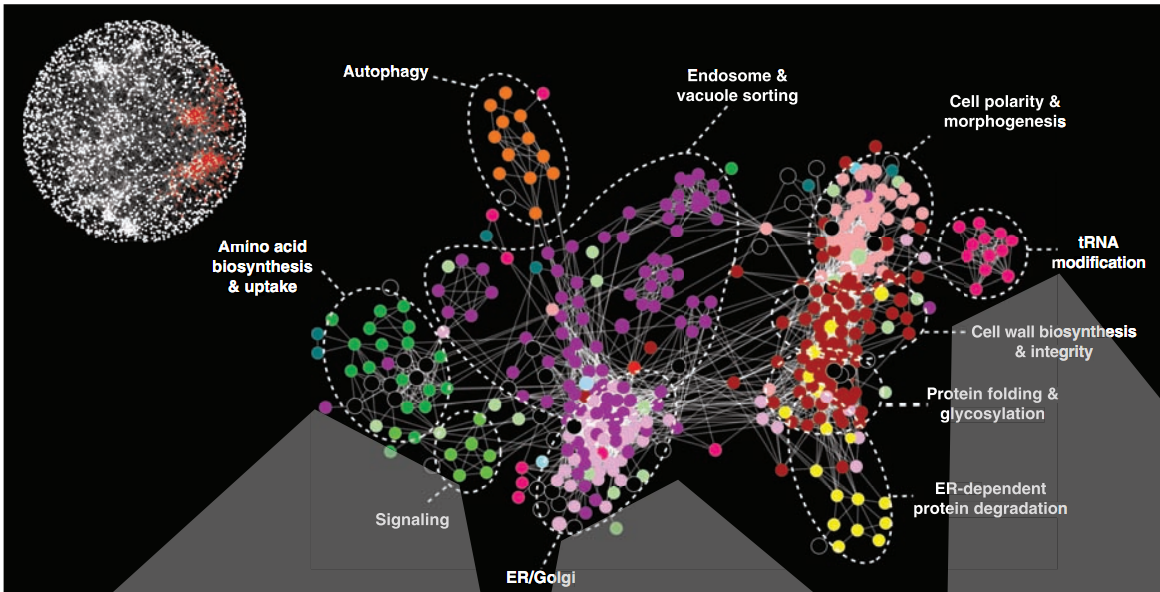 Autophagy
Endosome &
vacuole sorting
Cell polarity &
morphogenesis
Amino acid
biosynthesis
& uptake
tRNA
modification
Cell wall biosynthesis
& integrity
Protein folding &
glycosylation
ER-dependent
protein degradation
Signaling
ER/Golgi